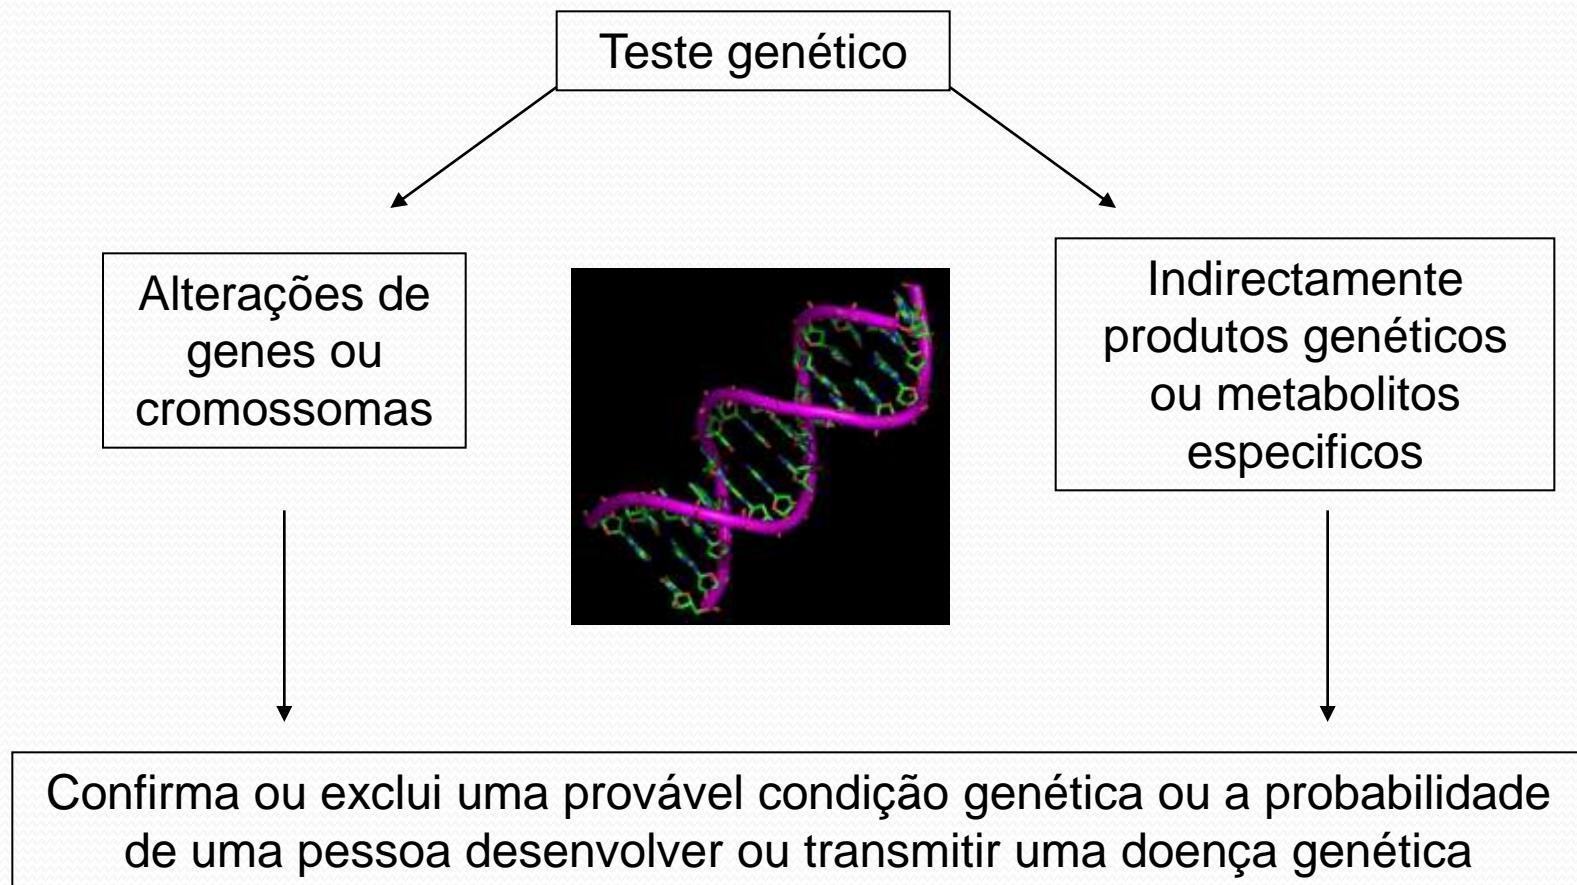 Teste genético
Alterações de
genes ou
cromossomas
Indirectamente
produtos genéticos
ou metabolitos
especificos
Confirma ou exclui uma provável condição genética ou a probabilidade
de uma pessoa desenvolver ou transmitir uma doença genética